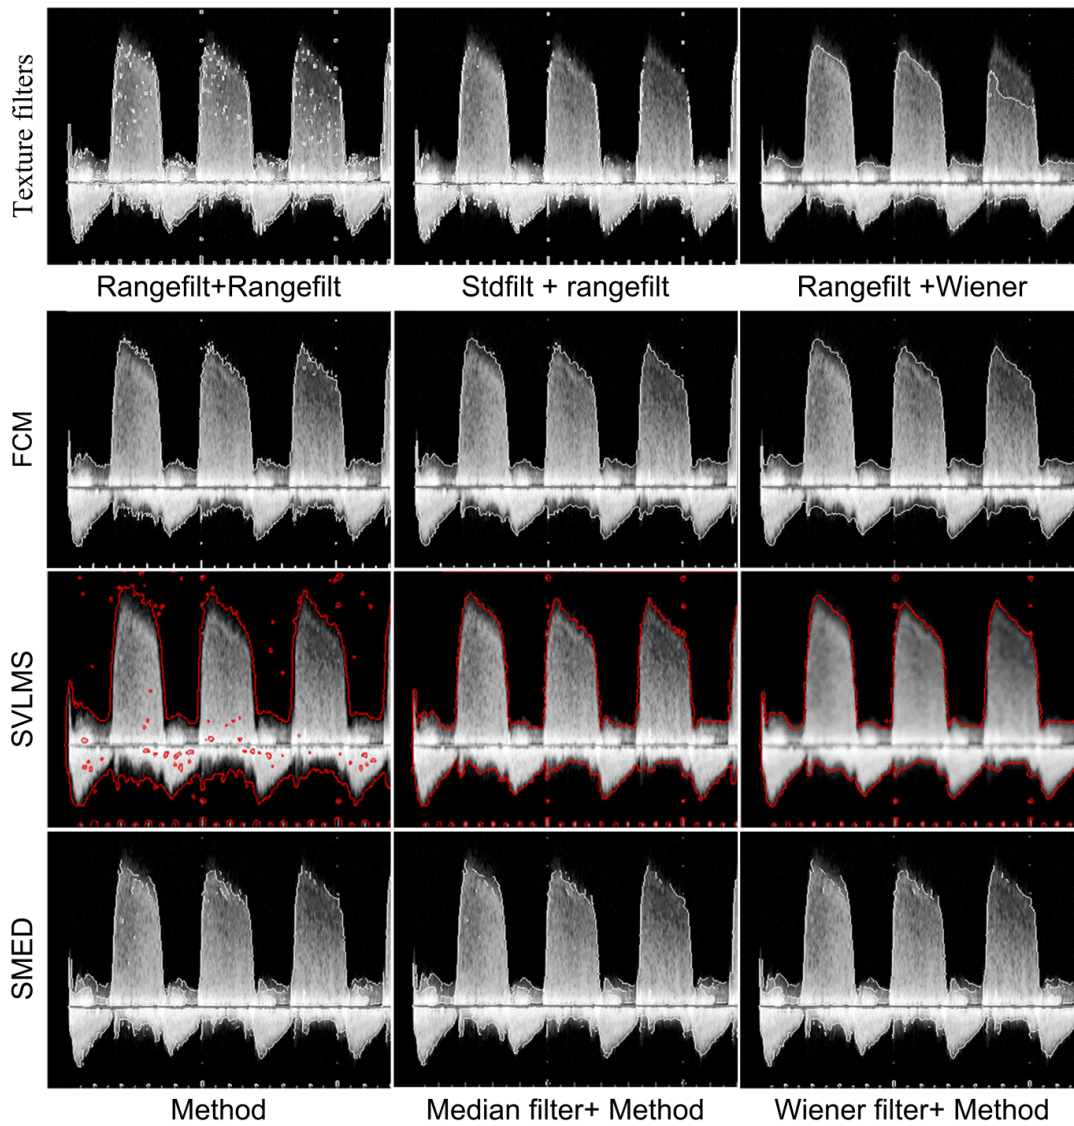 Texture filters
Rangefilt+Rangefilt
Stdfilt + rangefilt
Rangefilt +Wiener
FCM
SVLMS
SMED
Method
Median filter+ Method
Wiener filter+ Method